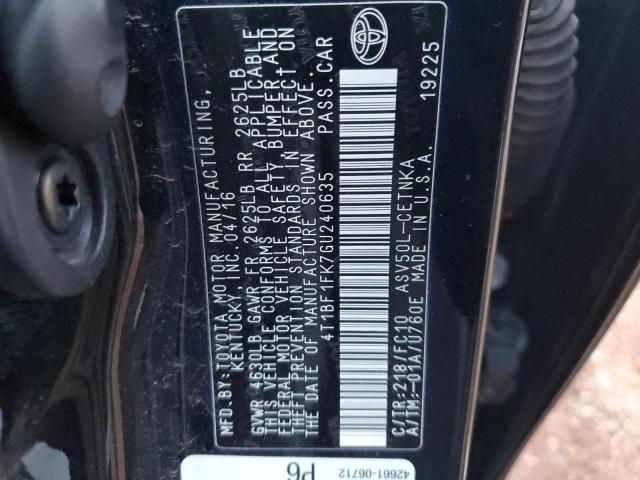 MFD. BY: TOYOTA MOTOR MANUFACTURING,
KENTUCKY, INC. 04/16
GVWR 4630LB GAWR FR 2625LB RR 2625LB
THIS VEHICLE CONFORMS TO ALL APPLICABLE
FEDERAL MOTOR VEHICLE SAFETY, BUMPER, AND
THEFT PREVENTION STANDARDS IN EFFECT ON
THE DATE OF MANUFACTURE SHOWN ABOVE.
4T1BF1FK7GU240635 PASS. CAR
C/TR:218/FC10 ASV50L-CETNKA
A/TM:-01A/U760E MADE IN U.S.A. 19225
P6
42661-06712